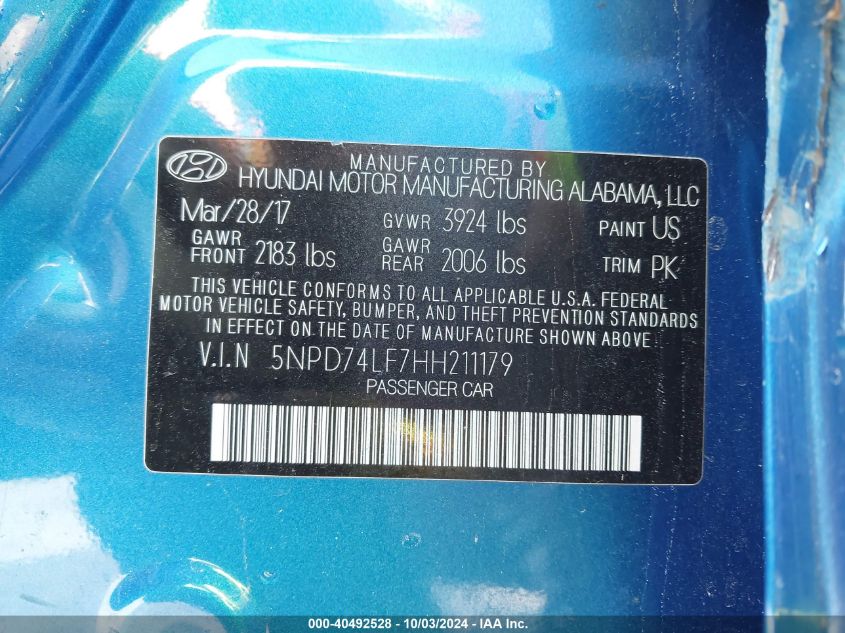 MANUFACTURED BY
HYUNDAI MOTOR MANUFACTURING ALABAMA, LLC
Mar/28/17 GVWR 3924 lbs PAINT US
GAWR FRONT 2183 lbs GAWR REAR 2006 lbs TRIM PK
THIS VEHICLE CONFORMS TO ALL APPLICABLE U.S.A. FEDERAL
MOTOR VEHICLE SAFETY, BUMPER, AND THEFT PREVENTION STANDARDS
IN EFFECT ON THE DATE OF MANUFACTURE SHOWN ABOVE
V.I.N 5NPD74LF7HH211179
PASSENGER CAR
000-40492528 - 10/03/2024 - IAA Inc.